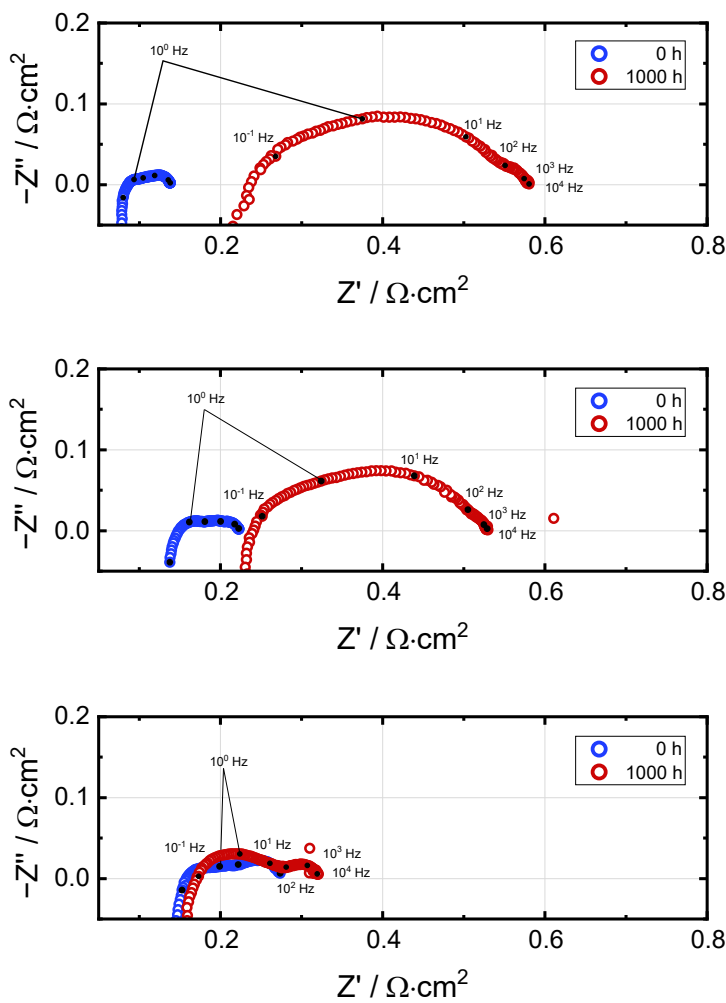 0.2
0.1
0.0
−Z'' / Ω·cm²
10⁰ Hz
10⁻¹ Hz
10¹ Hz
10² Hz
10³ Hz
10⁴ Hz
0 h
1000 h
0.2 0.4 0.6 0.8
Z' / Ω·cm²
0.2
0.1
0.0
−Z'' / Ω·cm²
10⁰ Hz
10⁻¹ Hz
10¹ Hz
10² Hz
10³ Hz
10⁴ Hz
0 h
1000 h
0.2 0.4 0.6 0.8
Z' / Ω·cm²
0.2
0.1
0.0
−Z'' / Ω·cm²
10⁰ Hz
10⁻¹ Hz
10¹ Hz
10² Hz
10³ Hz
10⁴ Hz
0 h
1000 h
0.2 0.4 0.6 0.8
Z' / Ω·cm²